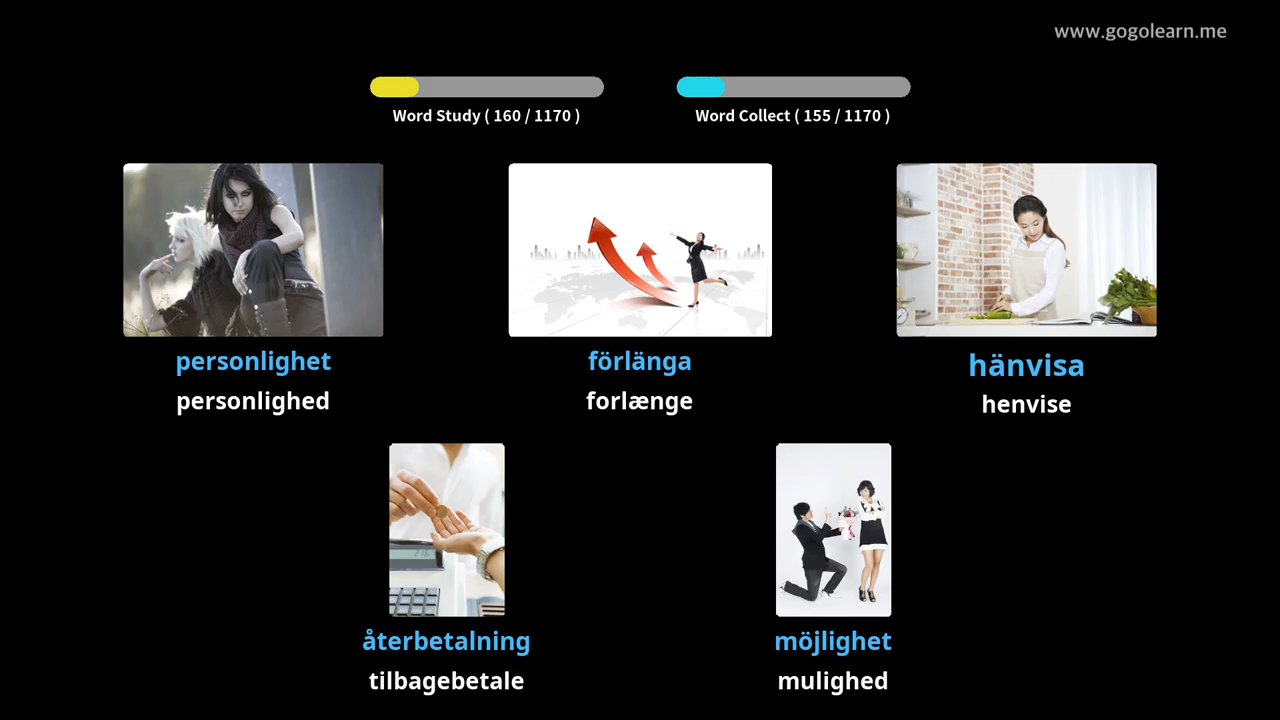 www.gogolearn.me
Word Study ( 160 / 1170 )
Word Collect ( 155 / 1170 )
personlighet
förlänga
hänvisa
personlighed
forlænge
henvise
återbetalning
möjlighet
tilbagebetale
mulighed